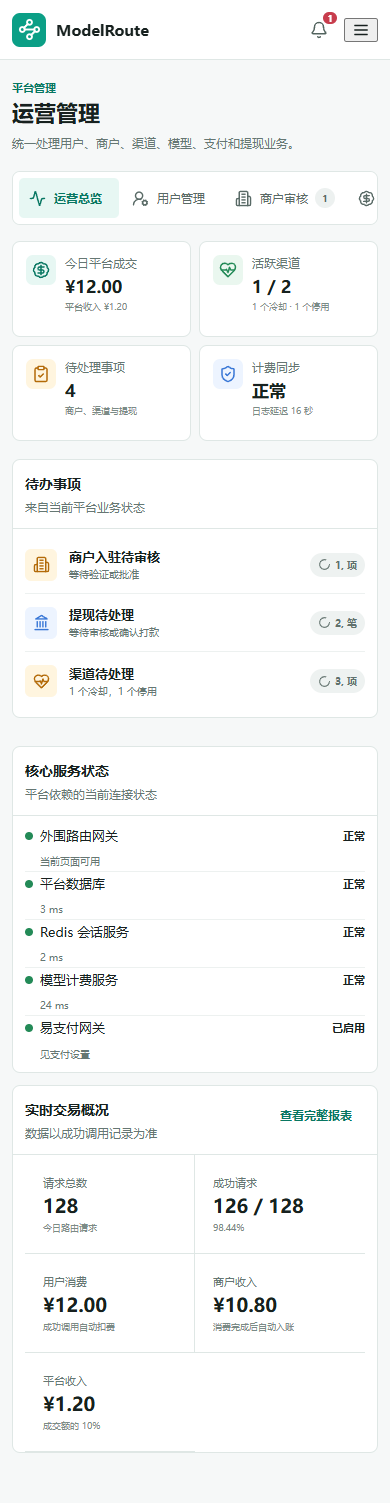 ModelRoute
1
平台管理
运营管理
统一处理用户、商户、渠道、模型、支付和提现业务。
运营总览
用户管理
商户审核 1
今日平台成交
¥12.00
平台收入 ¥1.20
活跃渠道
1 / 2
1 个冷却 · 1 个停用
待处理事项
4
商户、渠道与提现
计费同步
正常
日志延迟 16 秒
待办事项
来自当前平台业务状态
商户入驻待审核
等待验证或批准
1, 项
提现待处理
等待审核或确认打款
2, 笔
渠道待处理
1 个冷却，1 个停用
3, 项
核心服务状态
平台依赖的当前连接状态
外围路由网关 正常
当前页面可用
平台数据库 正常
3 ms
Redis 会话服务 正常
2 ms
模型计费服务 正常
24 ms
易支付网关 已启用
见支付设置
实时交易概况
数据以成功调用记录为准
查看完整报表
请求总数
128
今日路由请求
成功请求
126 / 128
98.44%
用户消费
¥12.00
成功调用自动扣费
商户收入
¥10.80
消费完成后自动入账
平台收入
¥1.20
成交额的 10%